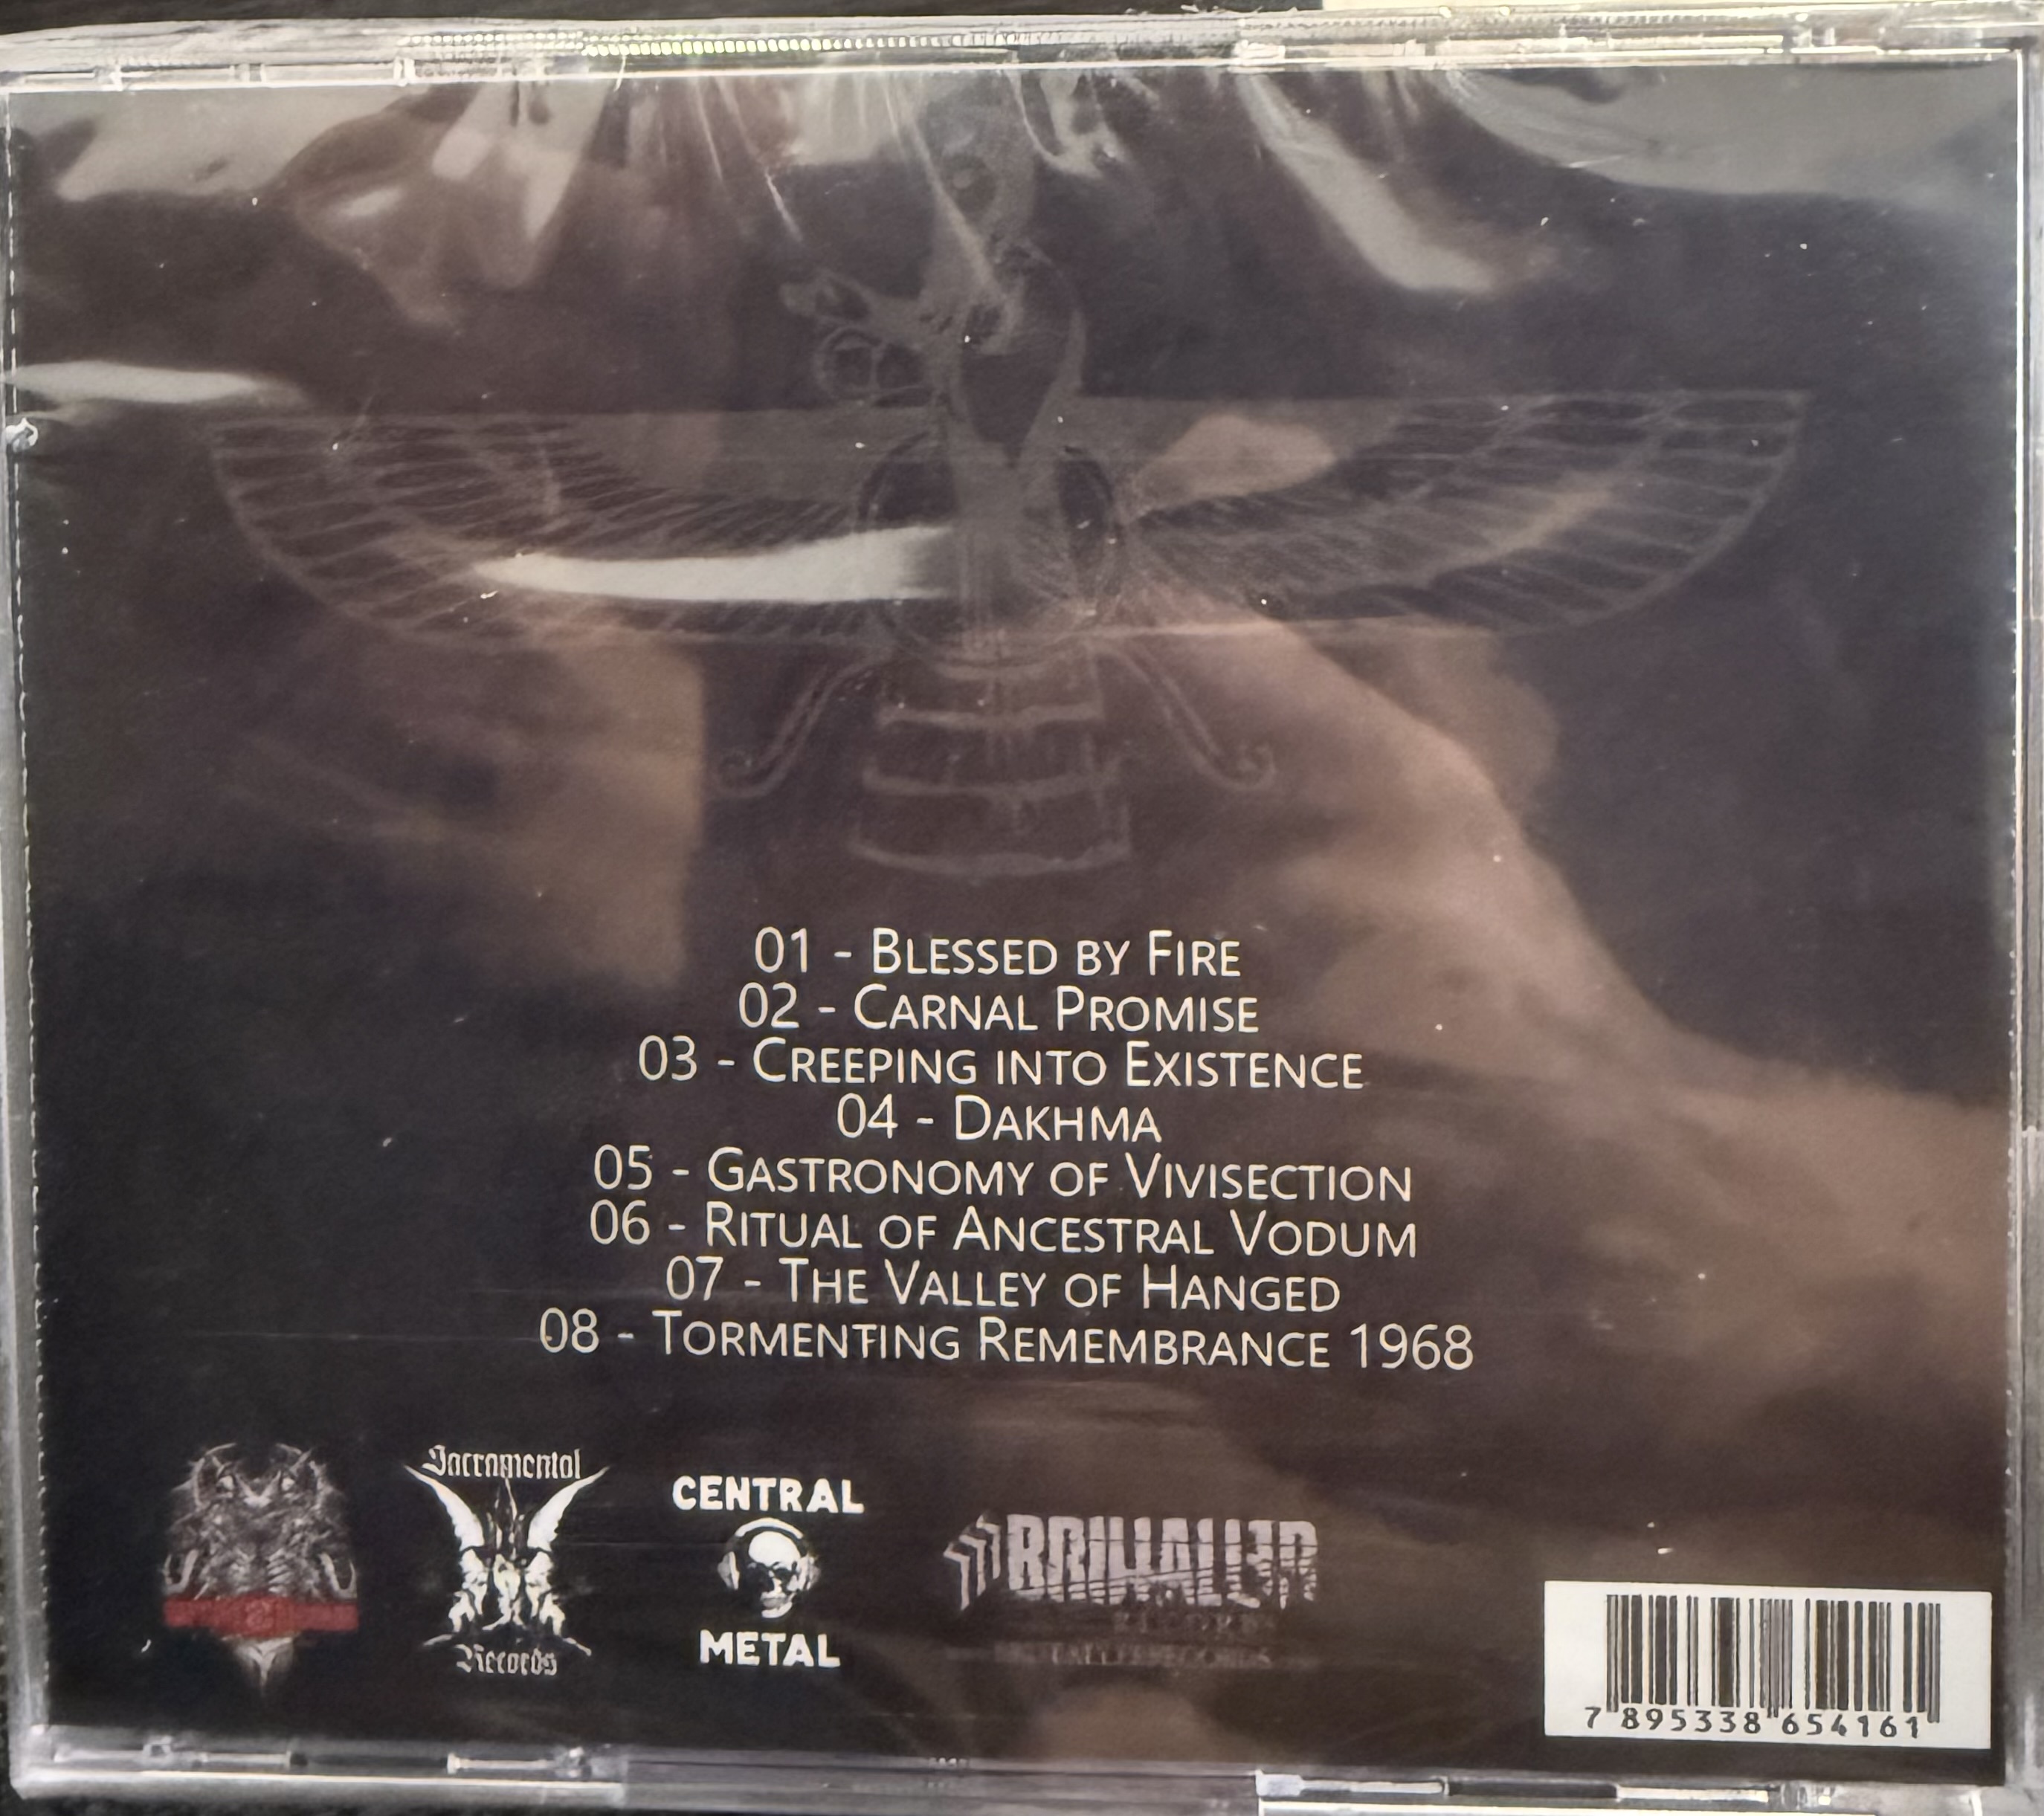 01 - Blessed by Fire
02 - Carnal Promise
03 - Creeping into Existence
04 - Dakhma
05 - Gastronomy of Vivisection
06 - Ritual of Ancestral Vodum
07 - The Valley of Hanged
08 - Tormenting Remembrance 1968
Sacramental
Records
CENTRAL
METAL
7 895338 654161